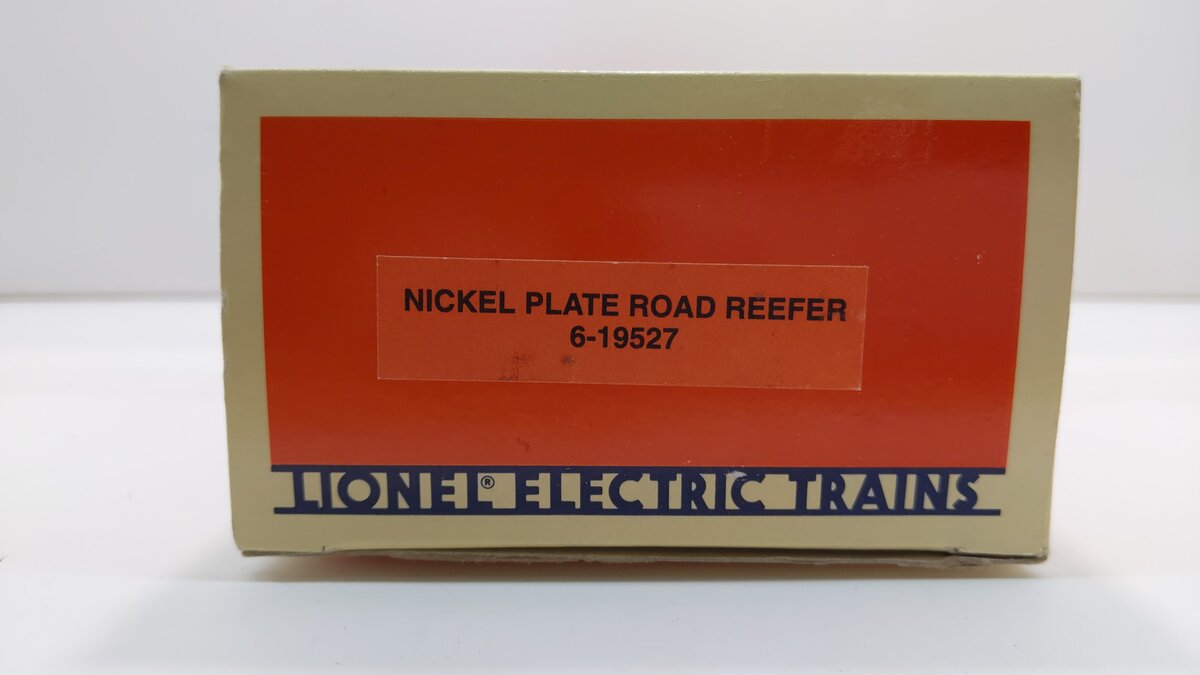 NICKEL PLATE ROAD REEFER
6-19527
LIONEL® ELECTRIC TRAINS